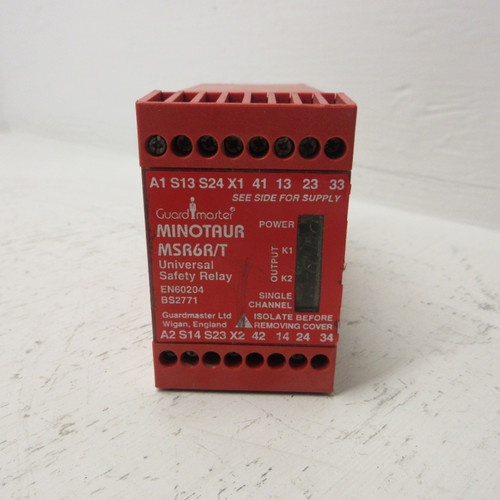 A1 S13 S24 X1 41 13 23 33
SEE SIDE FOR SUPPLY
Guardmaster®
MINOTAUR
MSR6R/T
Universal
Safety Relay
EN60204
BS2771
Guardmaster Ltd
Wigan, England
POWER
OUTPUT
K1
K2
SINGLE
CHANNEL
ISOLATE BEFORE
REMOVING COVER
A2 S14 S23 X2 42 14 24 34